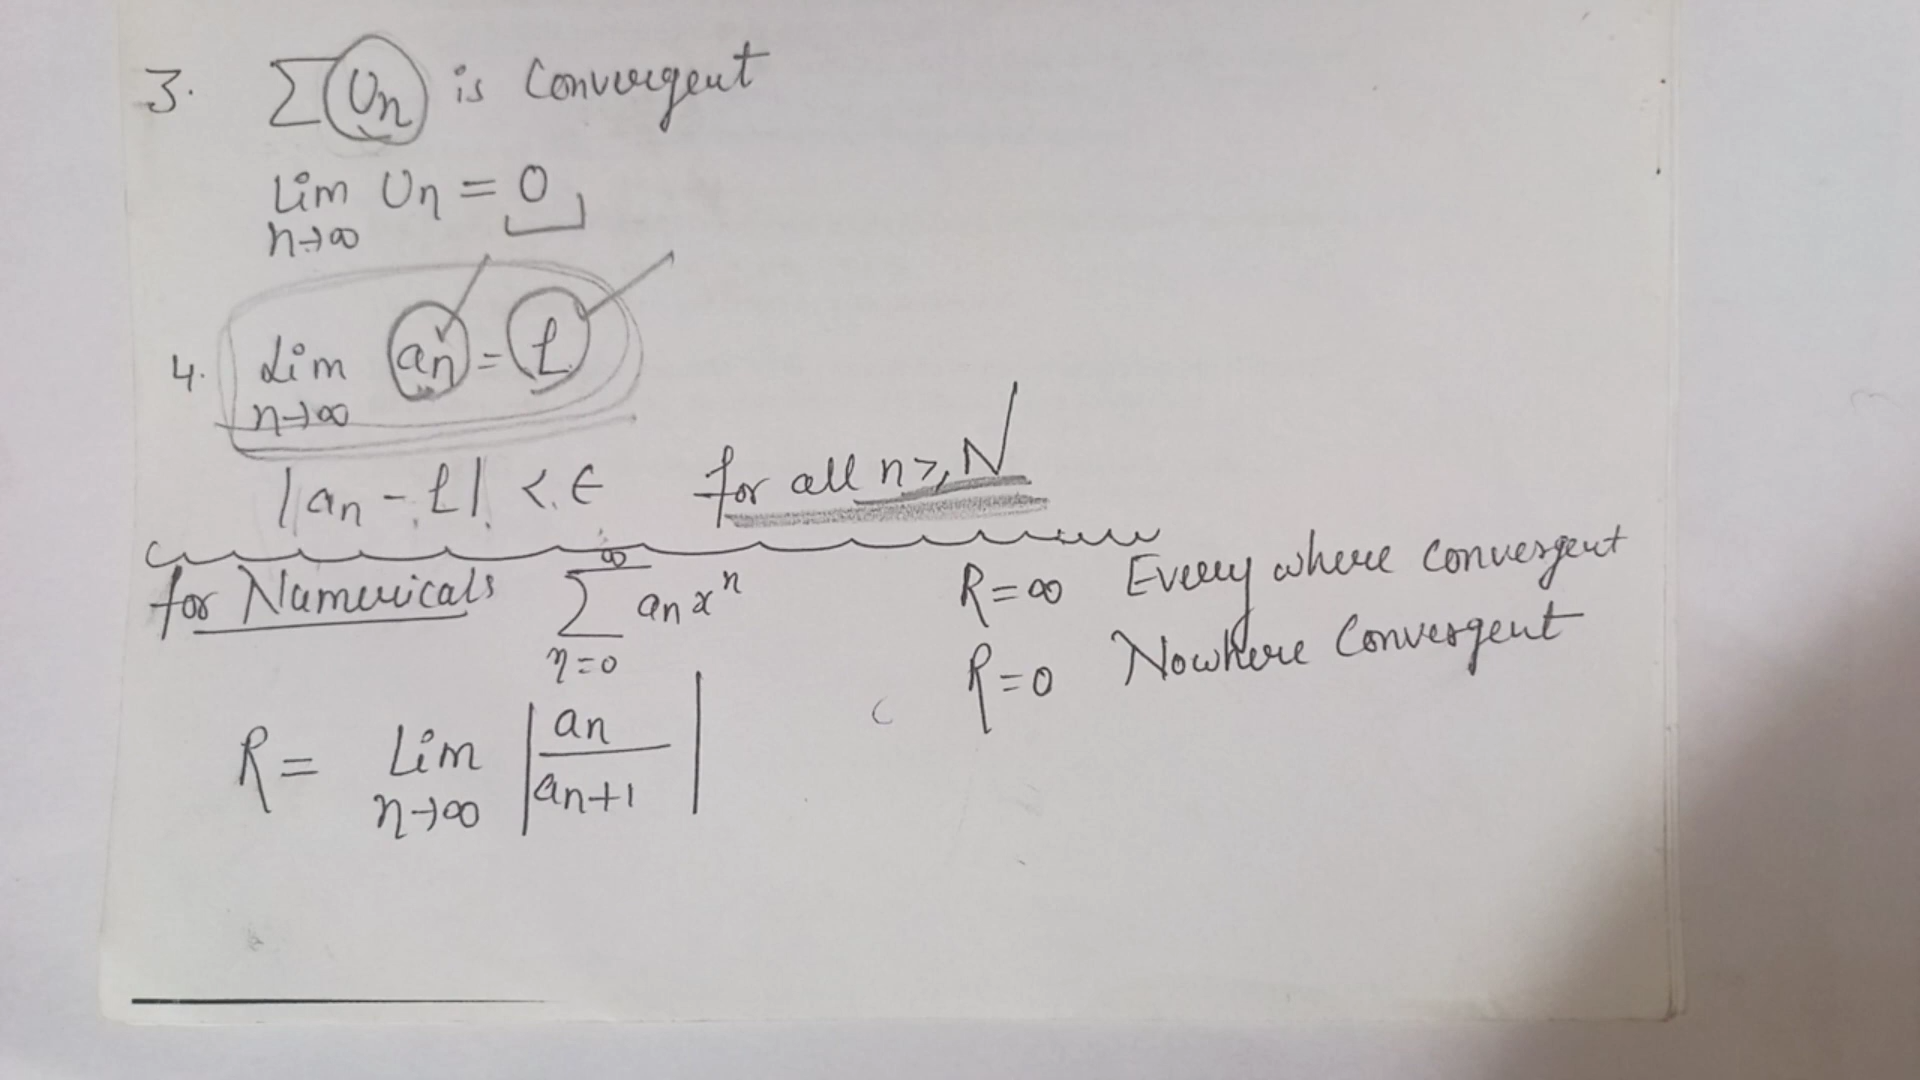 3. ∑Un is Convergent
Lim Un = 0
n→∞
4. Lim an = ℓ
n→∞
|an - ℓ| < ε for all n ≥ N
for Numericals ∑ an xⁿ
∞
n=0
R=∞ Every where convergent
R=0 Nowhere Convergent
R = Lim | an / an+1 |
n→∞